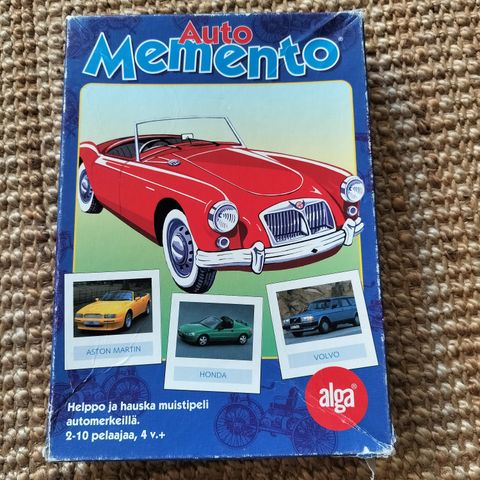 Auto
Memento®
ASTON MARTIN
HONDA
VOLVO
Helppo ja hauska muistipeli
automerkeillä.
2-10 pelaajaa, 4 v.+
alga®